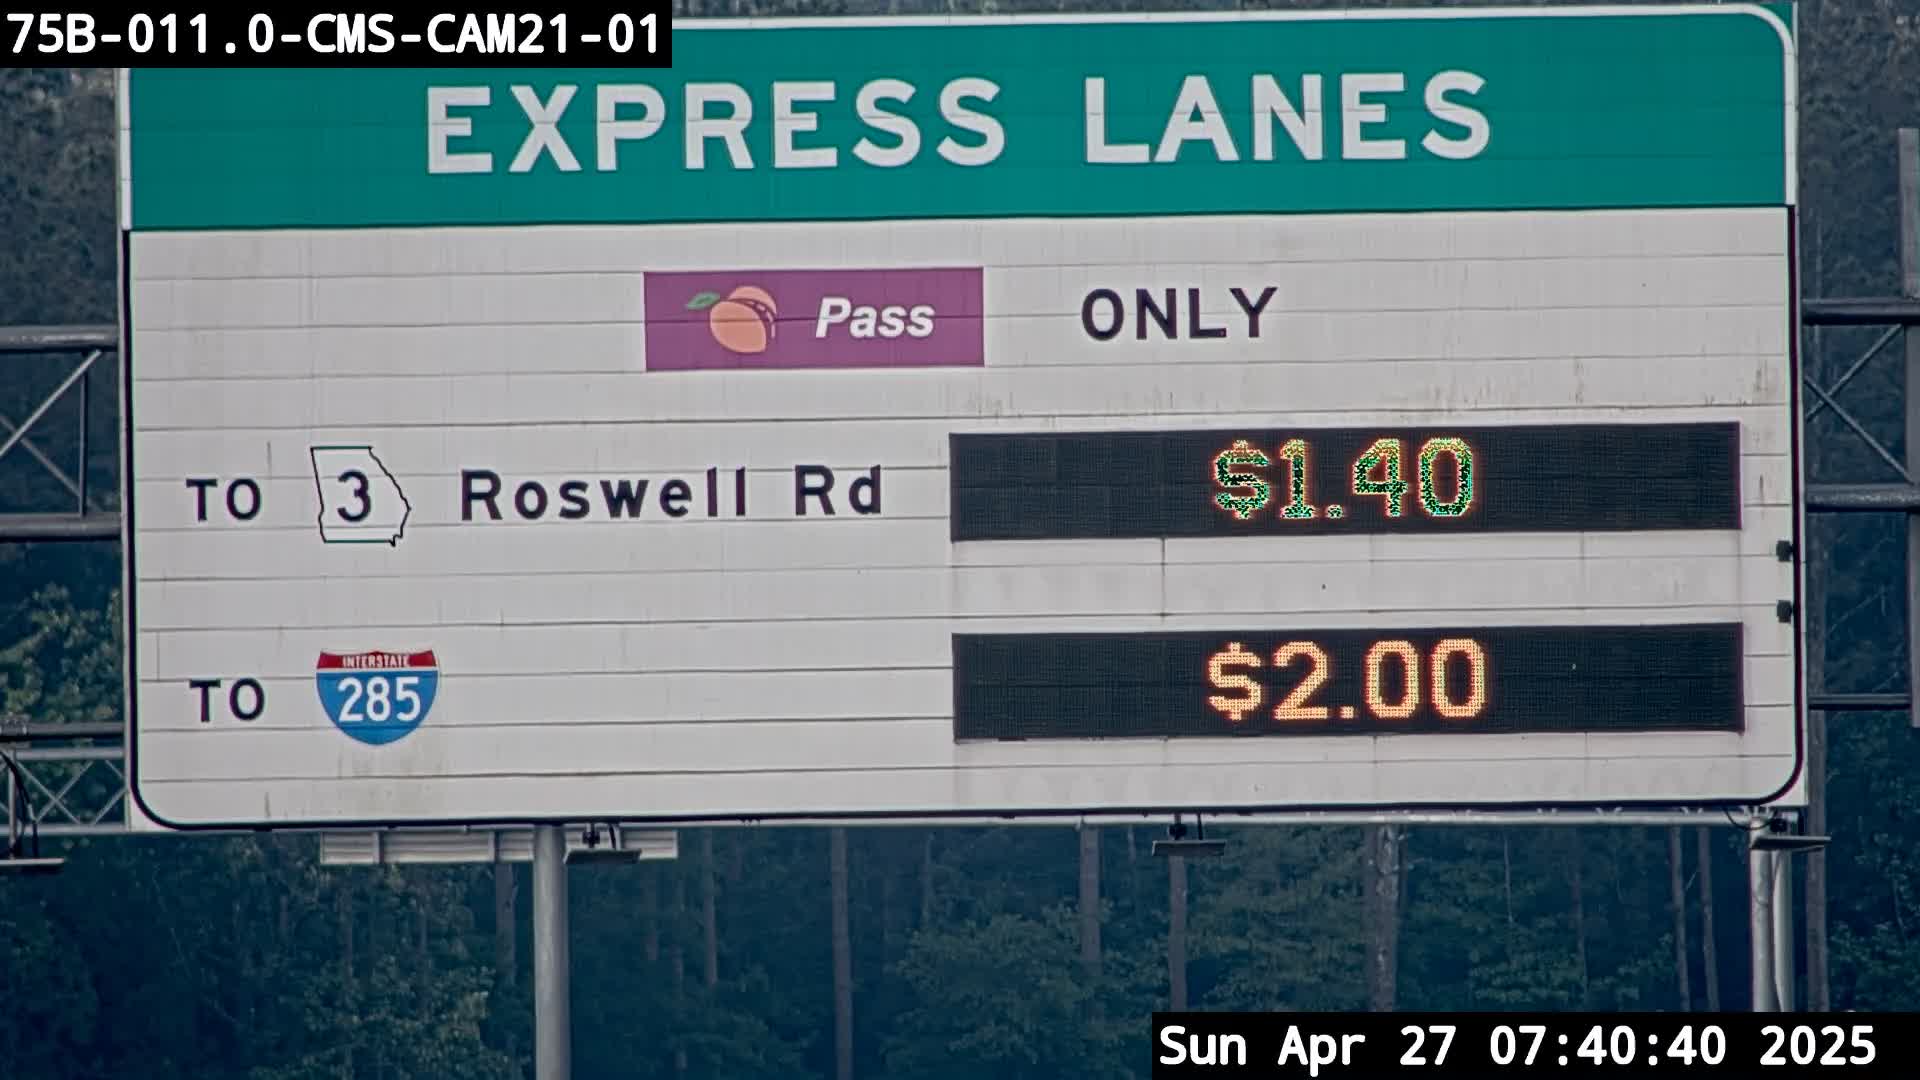 75B-011.0-CMS-CAM21-01
EXPRESS LANES
Pass ONLY
TO 3 Roswell Rd $1.40
TO INTERSTATE 285 $2.00
Sun Apr 27 07:40:40 2025